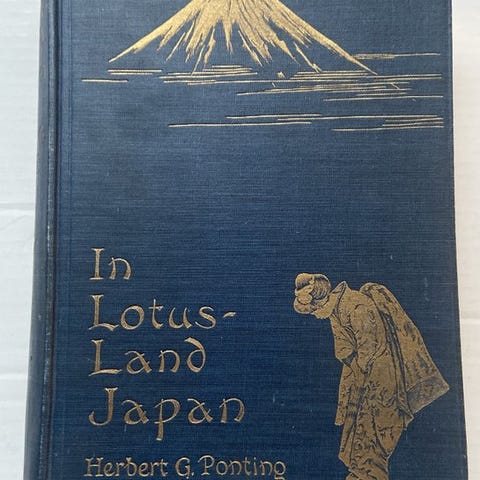 In
Lotus-
Land
Japan
Herbert G. Ponting